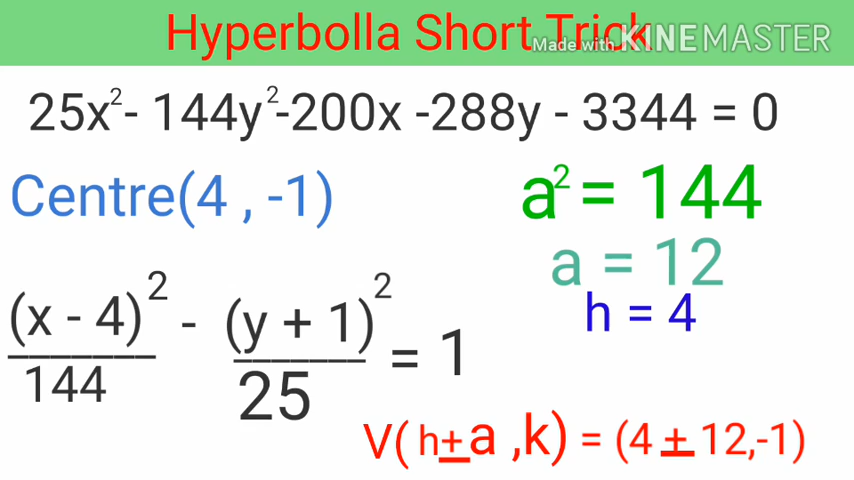 Hyperbolla Short Trick
Made with KINEMASTER
25x² - 144y² -200x -288y - 3344 = 0
Centre(4 , -1)
a² = 144
a = 12
h = 4
(x - 4)² - (y + 1)² = 1
144 25
V( h±a ,k) = (4 ± 12,-1)